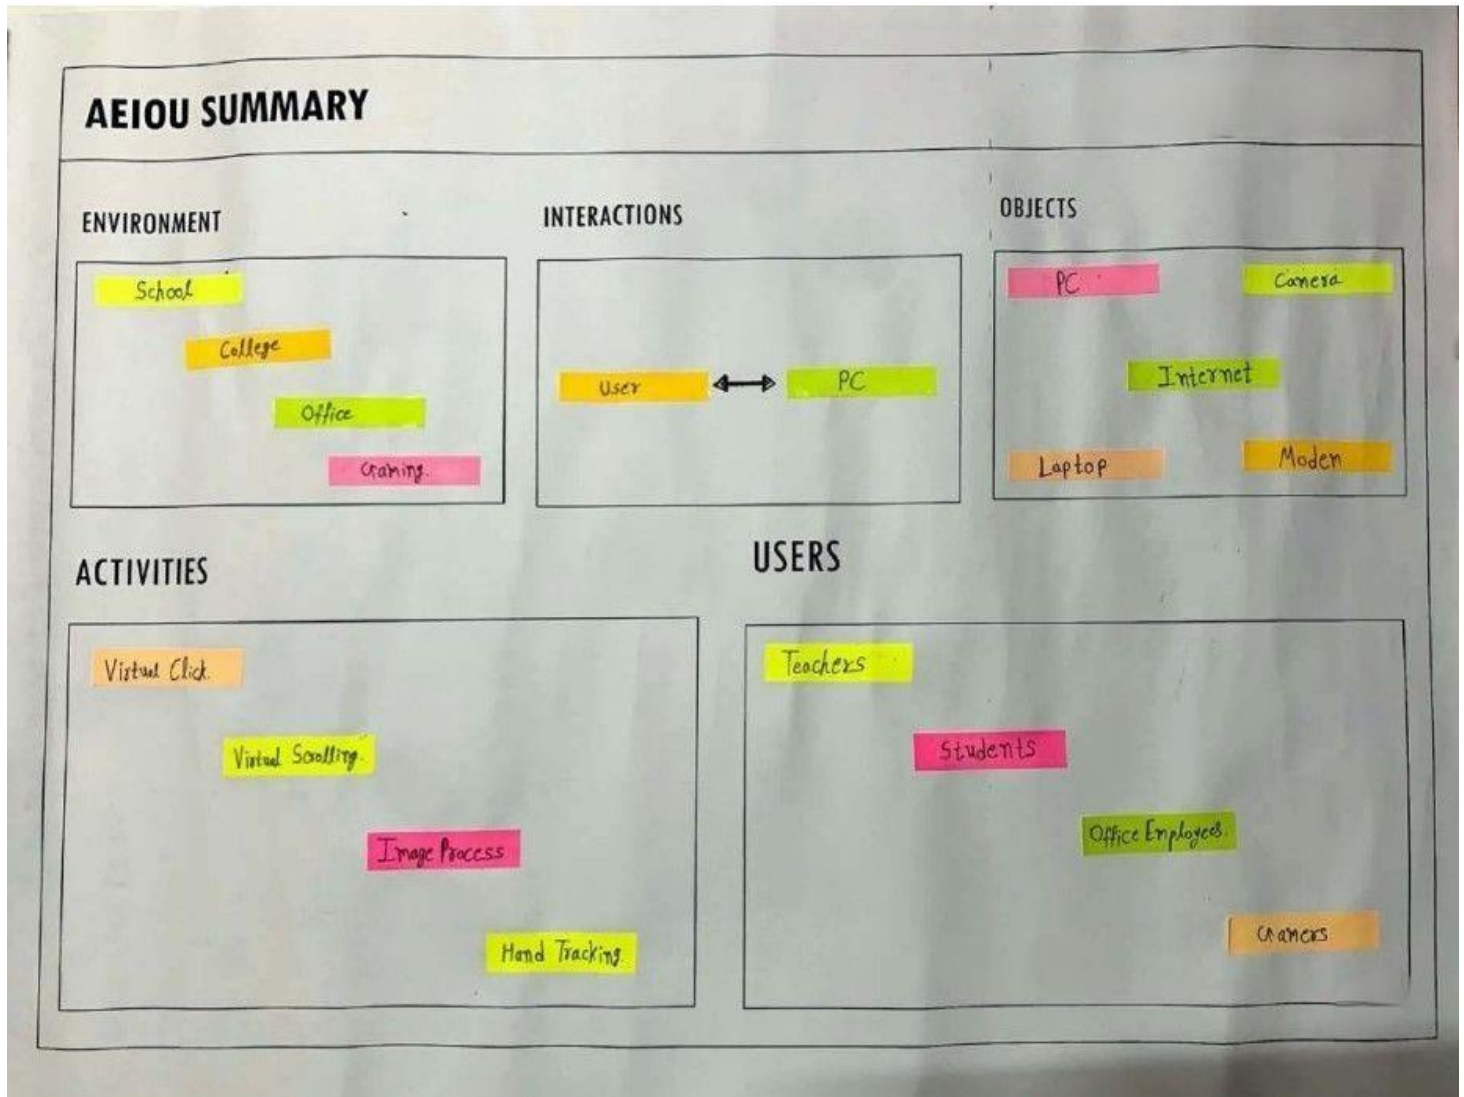 AEIOU SUMMARY
ENVIRONMENT
School
College
Office
Gaming.
INTERACTIONS
User
PC
OBJECTS
PC
Camera
Internet
Laptop
Modem
ACTIVITIES
Virtual Click.
Virtual Scrolling.
Image Process
Hand Tracking.
USERS
Teachers
Students
Office Employees.
Gamers